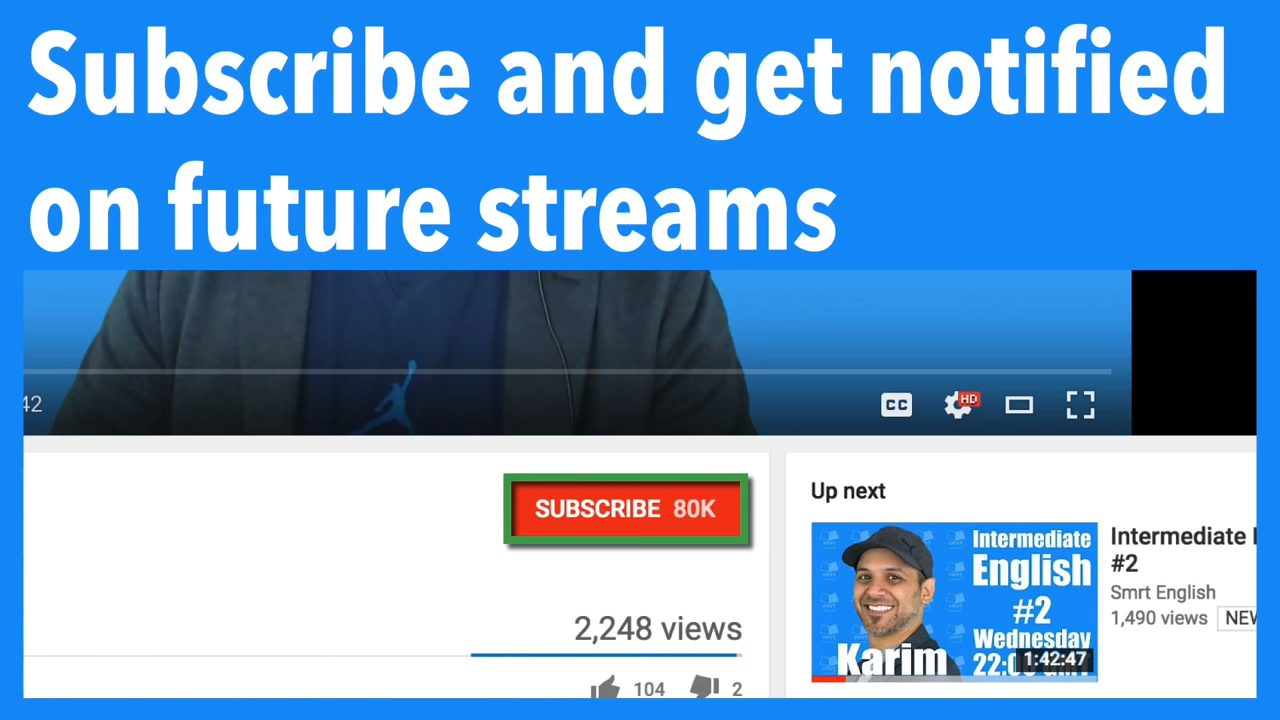 Subscribe and get notified
on future streams
42
CC
HD
SUBSCRIBE 80K
2,248 views
104
2
Up next
Intermediate
English
#2
Wednesday
Karim
1:42:47
Intermediate
#2
Smrt English
1,490 views
NEW